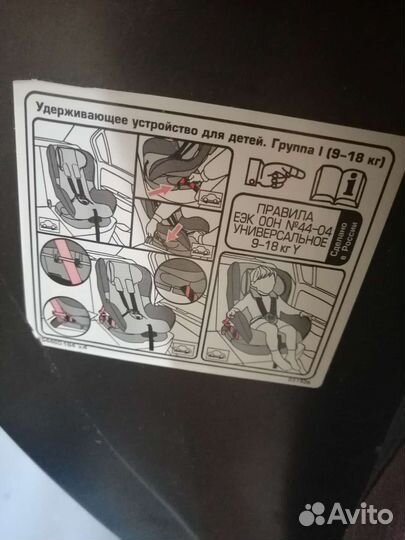 Удерживающее устройство для детей. Группа I (9-18 кг)
ПРАВИЛА
ЕЭК ООН №44-04
УНИВЕРСАЛЬНОЕ
9-18 кг Y
Сделано
в России
Avito